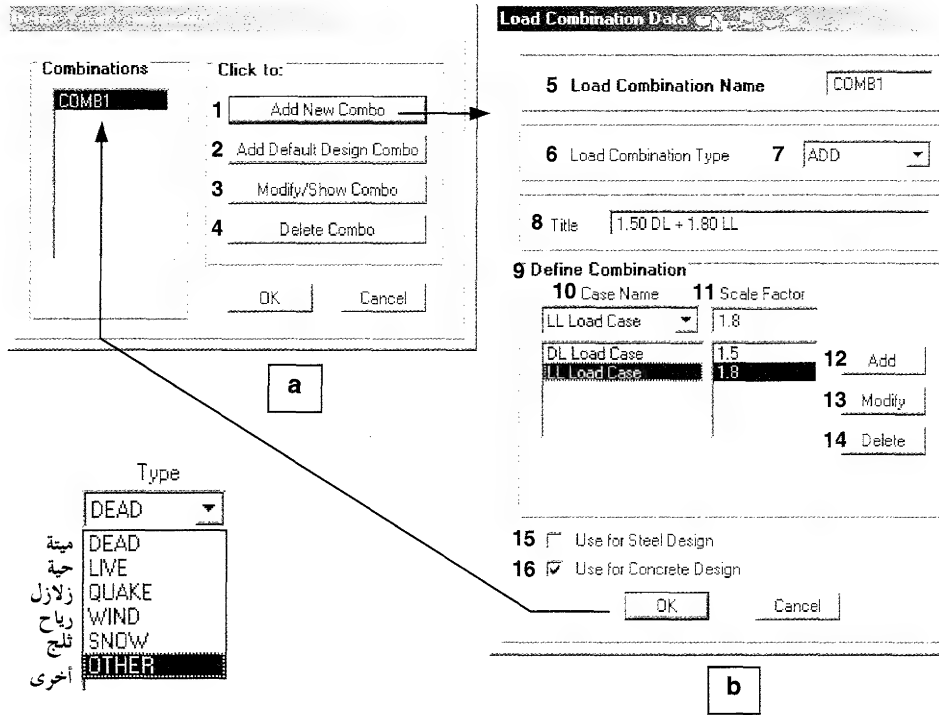 Combinations
Click to:
COMB1
1 Add New Combo
2 Add Default Design Combo
3 Modify/Show Combo
4 Delete Combo
OK Cancel
a
Load Combination Data
5 Load Combination Name COMB1
6 Load Combination Type 7 ADD
8 Title 1.50 DL + 1.80 LL
9 Define Combination
10 Case Name 11 Scale Factor
LL Load Case 1.8
DL Load Case 1.5
LL Load Case 1.8
12 Add
13 Modify
14 Delete
15 Use for Steel Design
16 Use for Concrete Design
OK Cancel
b
Type
DEAD
ميتة DEAD
حية LIVE
زلازل QUAKE
رياح WIND
ثلج SNOW
أخرى OTHER